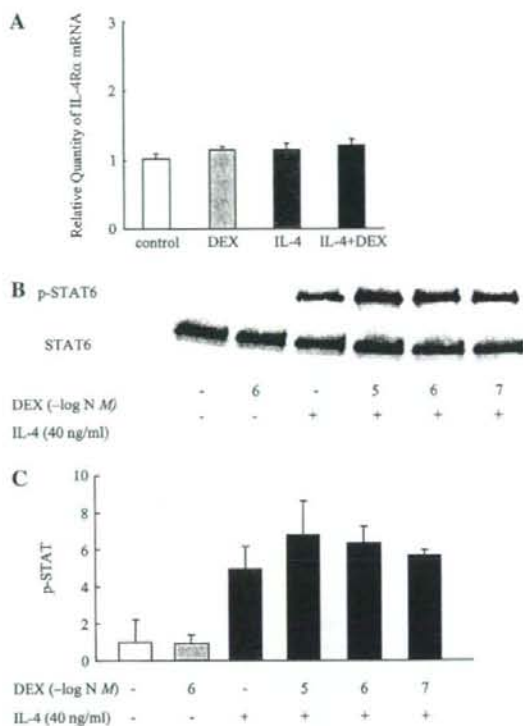 A
Relative Quantity of IL-4Rα mRNA
3
2
1
0
control DEX IL-4 IL-4+DEX
B
p-STAT6
STAT6
DEX (–log N M) - 6 - 5 6 7
IL-4 (40 ng/ml) - - + + + +
C
p-STAT
10
8
6
4
2
0
DEX (–log N M) - 6 - 5 6 7
IL-4 (40 ng/ml) - - + + + +